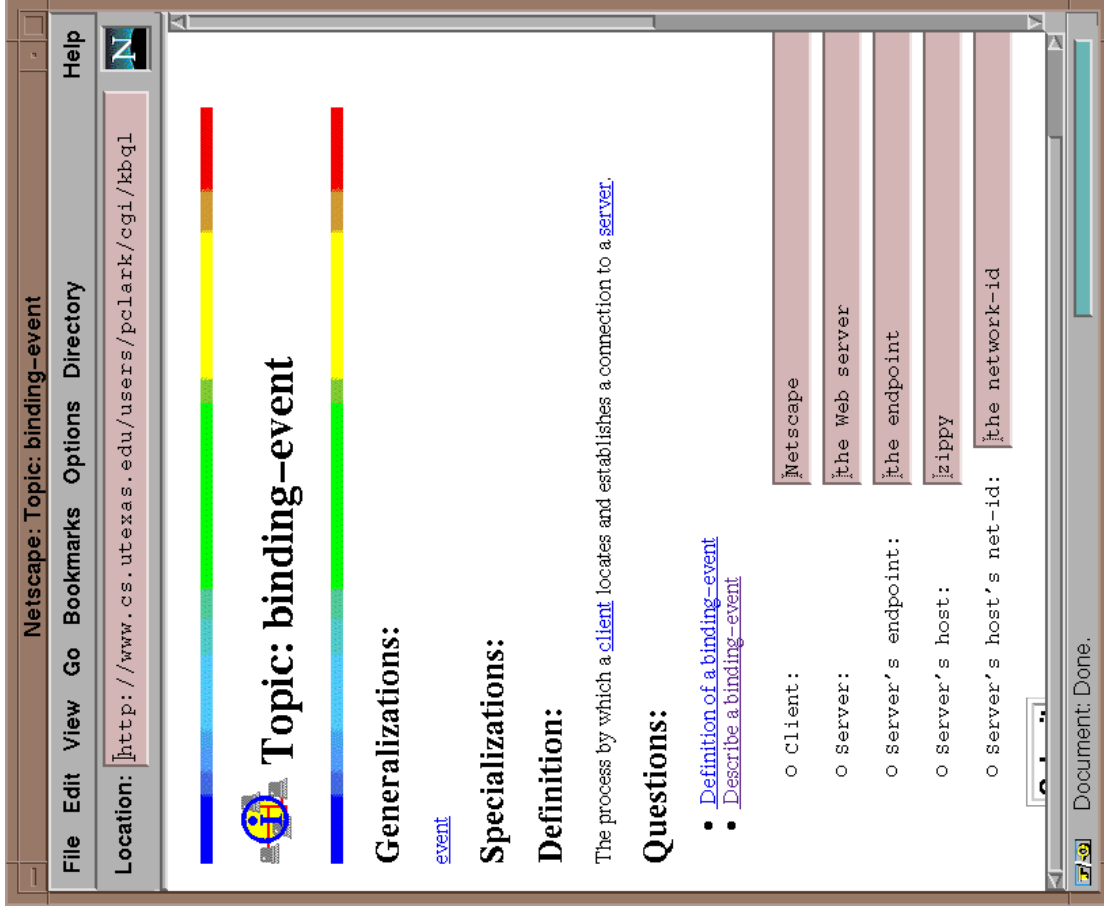 Netscape: Topic: binding-event
File Edit View Go Bookmarks Options Directory Help
Location: http://www.cs.utexas.edu/users/pclark/cgi/kbql
N
i
H
Topic: binding-event
Generalizations:
event
Specializations:
Definition:
The process by which a client locates and establishes a connection to a server.
Questions:
• Definition of a binding-event
• Describe a binding-event
o Client: Netscape
o Server: the Web server
o Server's endpoint: the endpoint
o Server's host: zippy
o Server's host's net-id: the network-id
Document: Done.